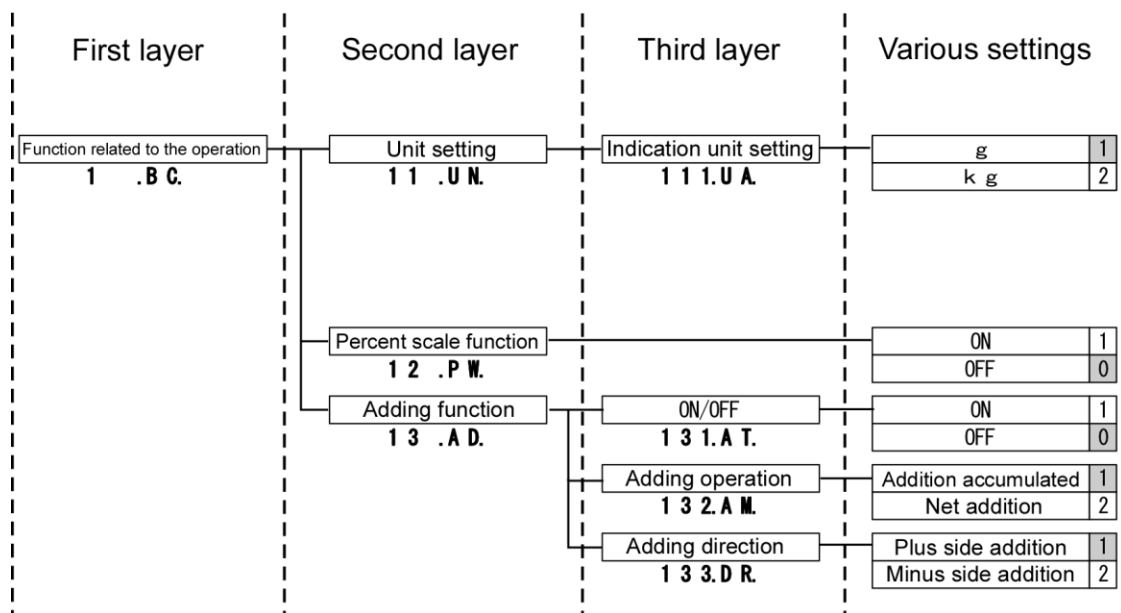 First layer Second layer Third layer Various settings
Function related to the operation Unit setting Indication unit setting g 1
1 .BC. 11 .UN. 111.UA. kg 2
Percent scale function ON 1
12 .PW. OFF 0
Adding function ON/OFF ON 1
13 .AD. 131.AT. OFF 0
Adding operation Addition accumulated 1
132.AM. Net addition 2
Adding direction Plus side addition 1
133.DR. Minus side addition 2